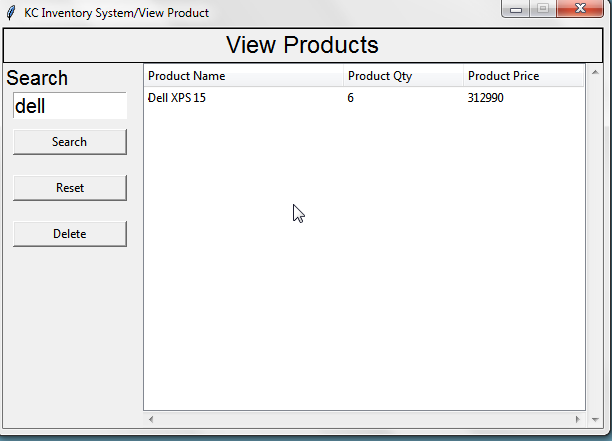 KC Inventory System/View Product
View Products
Search
dell
Search
Reset
Delete
Product Name Product Qty Product Price
Dell XPS 15 6 312990